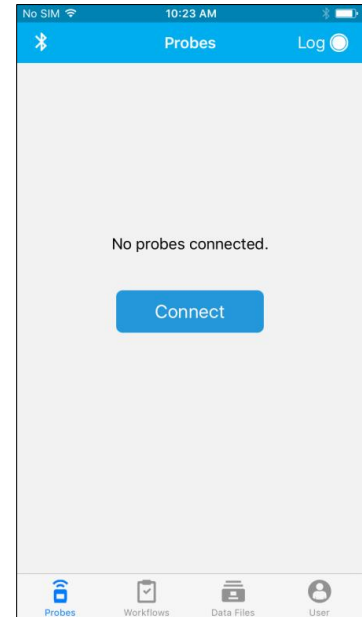 No SIM 10:23 AM
Probes Log
No probes connected.
Connect
Probes Workflows Data Files User